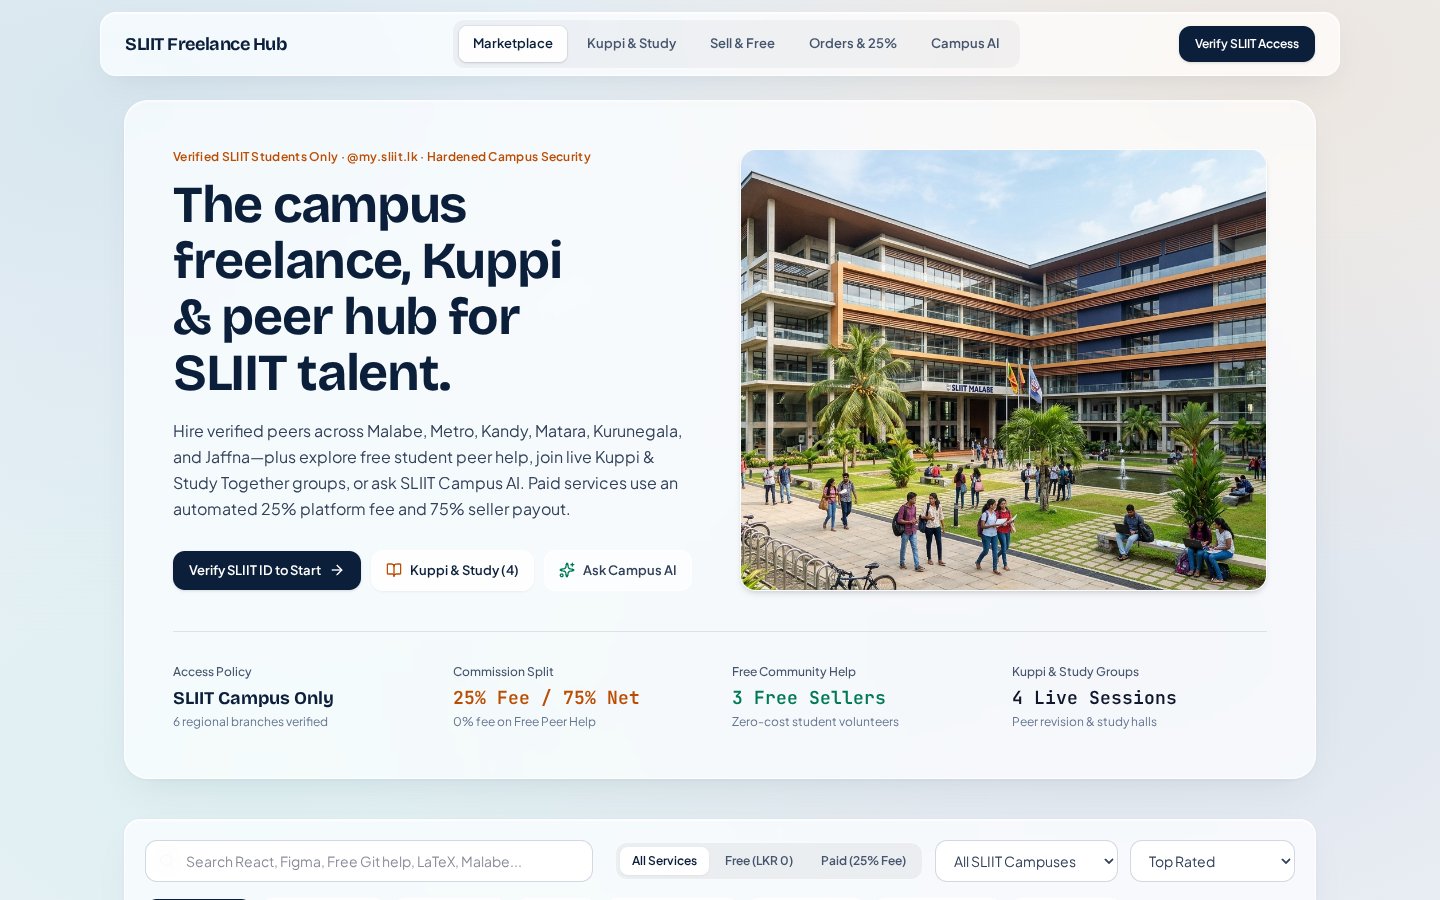 SLIIT Freelance Hub
Marketplace
Kuppi & Study
Sell & Free
Orders & 25%
Campus AI
Verify SLIIT Access
Verified SLIIT Students Only · @my.sliit.lk · Hardened Campus Security
The campus
freelance, Kuppi
& peer hub for
SLIIT talent.
Hire verified peers across Malabe, Metro, Kandy, Matara, Kurunegala,
and Jaffna—plus explore free student peer help, join live Kuppi &
Study Together groups, or ask SLIIT Campus AI. Paid services use an
automated 25% platform fee and 75% seller payout.
Verify SLIIT ID to Start
Kuppi & Study (4)
Ask Campus AI
SLIIT MALABE
Access Policy
SLIIT Campus Only
6 regional branches verified
Commission Split
25% Fee / 75% Net
0% fee on Free Peer Help
Free Community Help
3 Free Sellers
Zero-cost student volunteers
Kuppi & Study Groups
4 Live Sessions
Peer revision & study halls
Search React, Figma, Free Git help, LaTeX, Malabe...
All Services
Free (LKR 0)
Paid (25% Fee)
All SLIIT Campuses
Top Rated